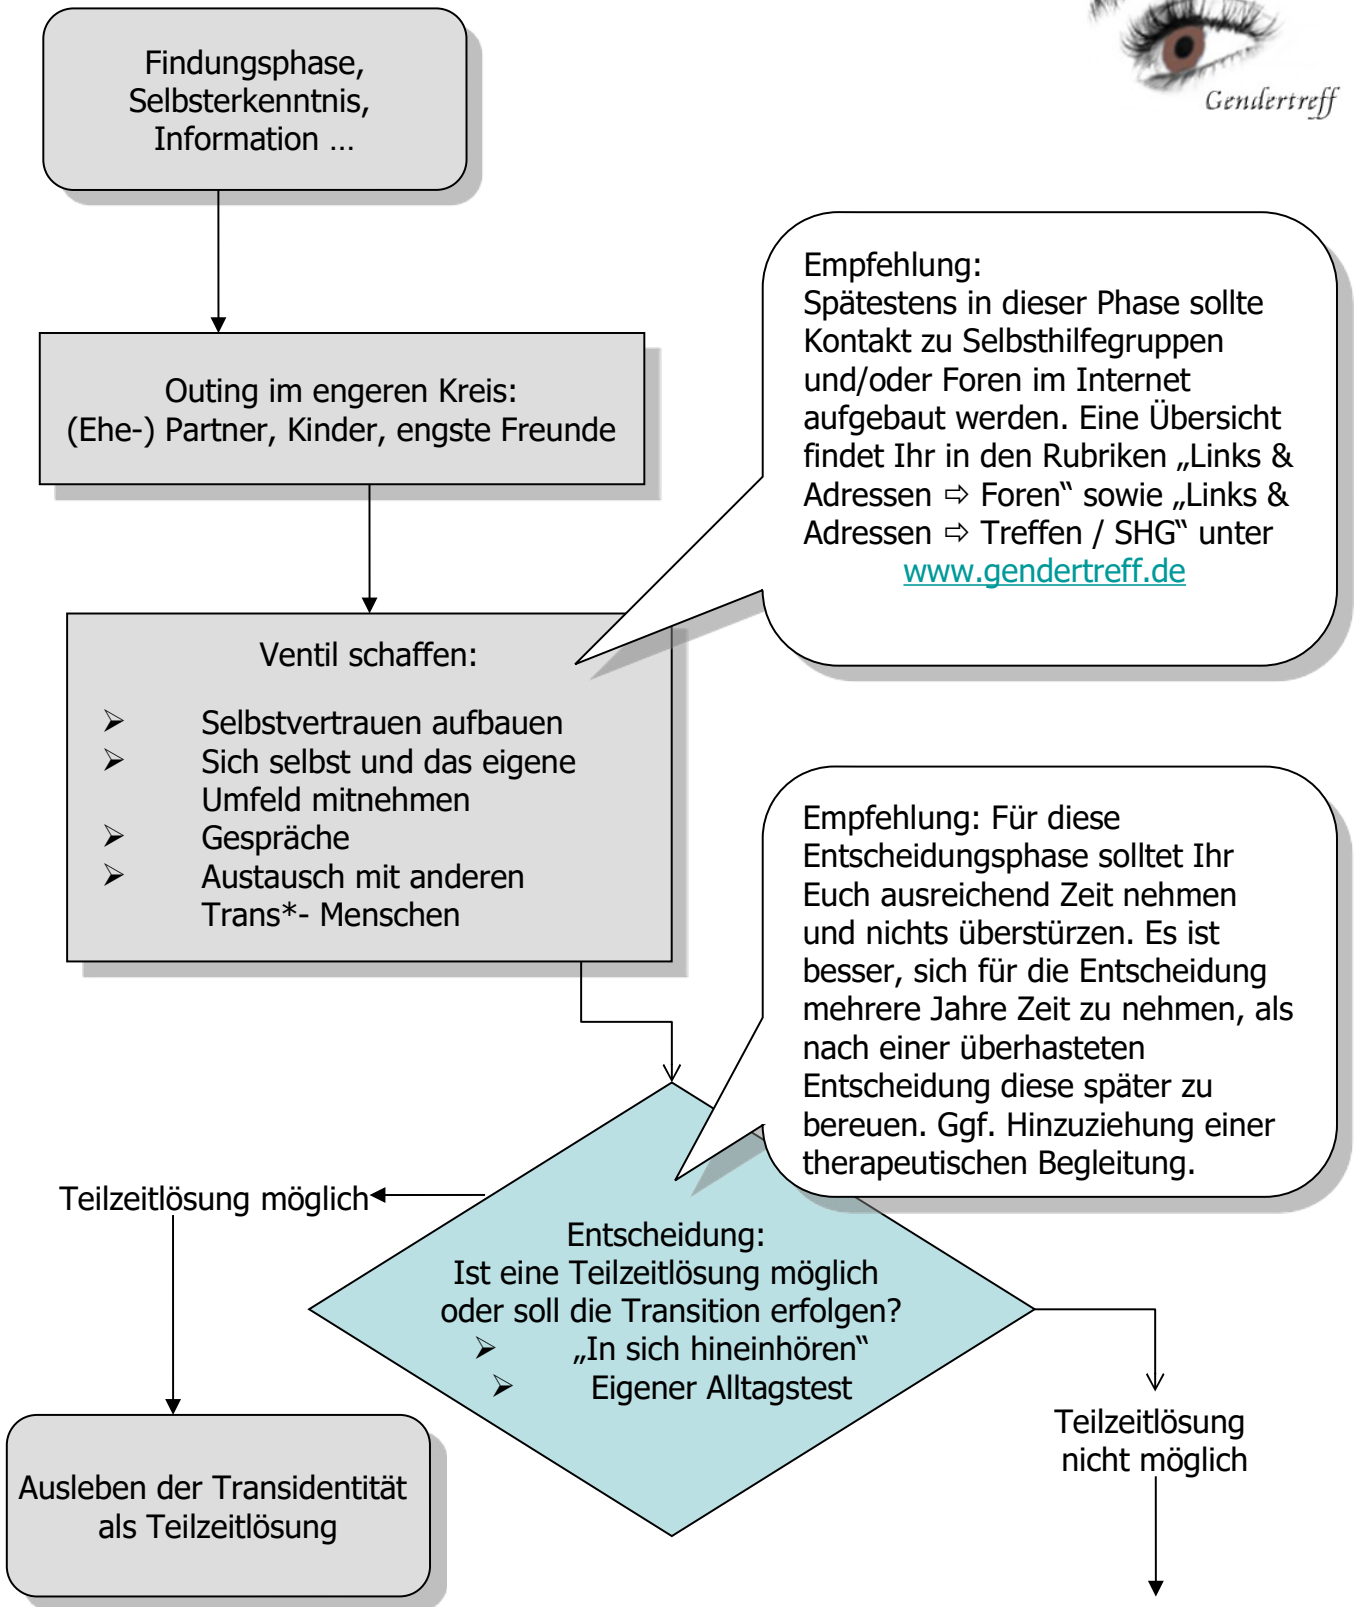 Gendertreff
Findungsphase,
Selbsterkenntnis,
Information …
Outing im engeren Kreis:
(Ehe-) Partner, Kinder, engste Freunde
Empfehlung:
Spätestens in dieser Phase sollte
Kontakt zu Selbsthilfegruppen
und/oder Foren im Internet
aufgebaut werden. Eine Übersicht
findet Ihr in den Rubriken „Links &
Adressen ⇨ Foren“ sowie „Links &
Adressen ⇨ Treffen / SHG“ unter
www.gendertreff.de
Ventil schaffen:
➢ Selbstvertrauen aufbauen
➢ Sich selbst und das eigene
Umfeld mitnehmen
➢ Gespräche
➢ Austausch mit anderen
Trans*- Menschen
Empfehlung: Für diese
Entscheidungsphase solltet Ihr
Euch ausreichend Zeit nehmen
und nichts überstürzen. Es ist
besser, sich für die Entscheidung
mehrere Jahre Zeit zu nehmen, als
nach einer überhasteten
Entscheidung diese später zu
bereuen. Ggf. Hinzuziehung einer
therapeutischen Begleitung.
Teilzeitlösung möglich
Entscheidung:
Ist eine Teilzeitlösung möglich
oder soll die Transition erfolgen?
➢ „In sich hineinhören“
➢ Eigener Alltagstest
Teilzeitlösung
nicht möglich
Ausleben der Transidentität
als Teilzeitlösung